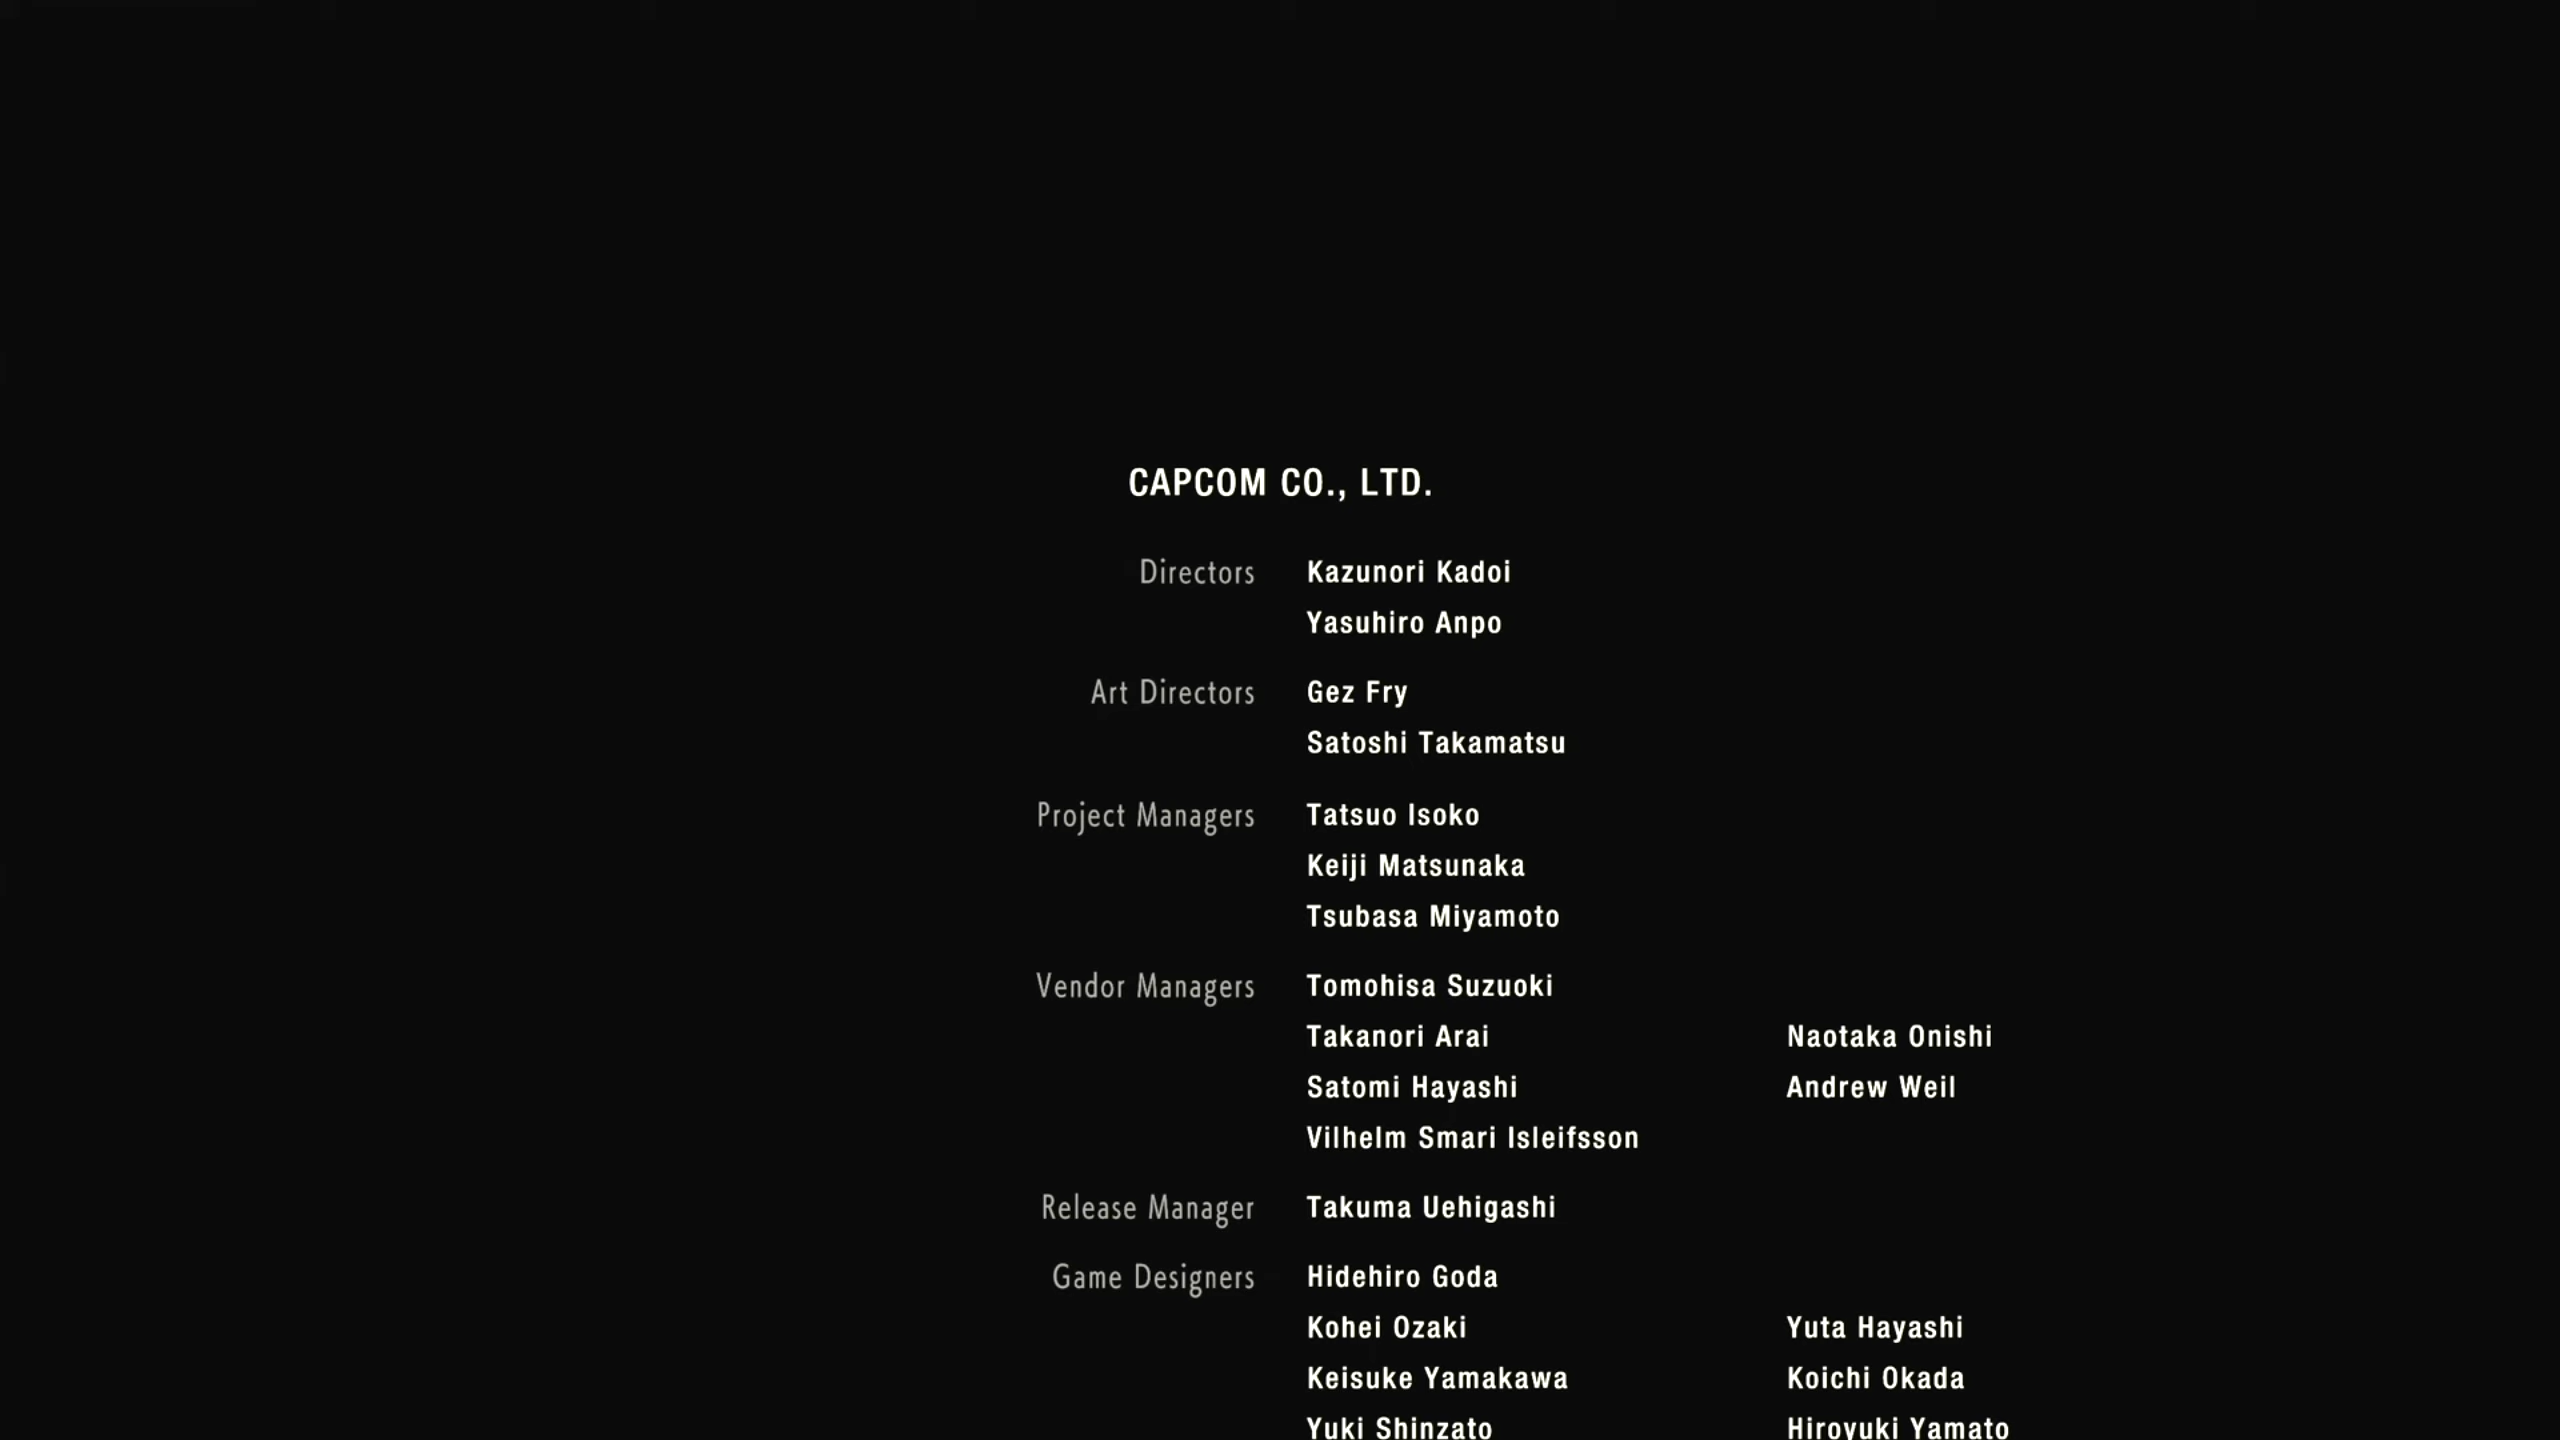 CAPCOM CO., LTD.
Directors Kazunori Kadoi
Yasuhiro Anpo
Art Directors Gez Fry
Satoshi Takamatsu
Project Managers Tatsuo Isoko
Keiji Matsunaka
Tsubasa Miyamoto
Vendor Managers Tomohisa Suzuoki
Takanori Arai Naotaka Onishi
Satomi Hayashi Andrew Weil
Vilhelm Smari Isleifsson
Release Manager Takuma Uehigashi
Game Designers Hidehiro Goda
Kohei Ozaki Yuta Hayashi
Keisuke Yamakawa Koichi Okada
Yuki Shinzato Hiroyuki Yamato